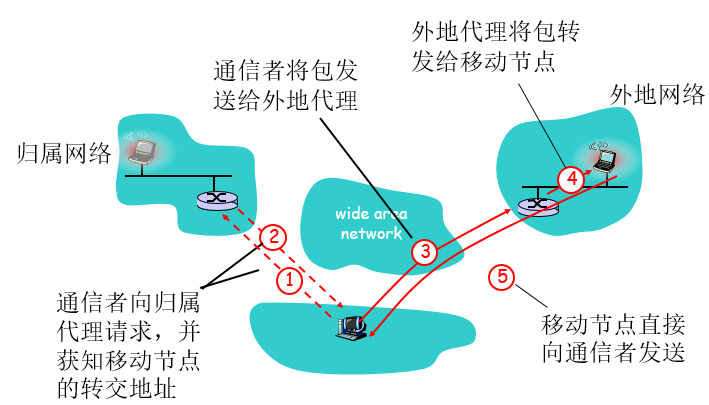 外地代理将包转
发给移动节点
通信者将包发
送给外地代理
外地网络
归属网络
4
wide area
network
2
3
1
5
通信者向归属
代理请求，并
获知移动节点
的转交地址
移动节点直接
向通信者发送